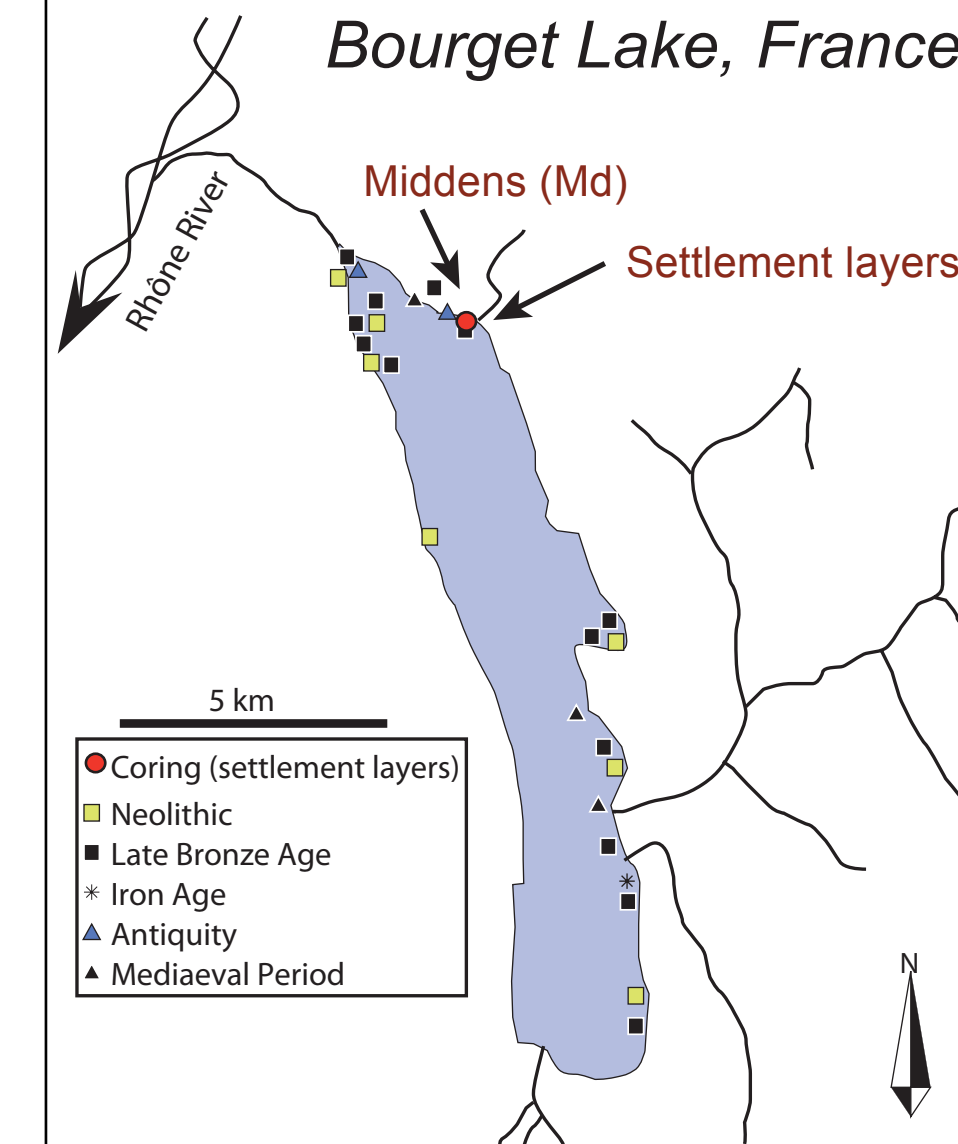 Bourget Lake, France
Middens (Md)
Settlement layers
Rhône River
5 km
Coring (settlement layers)
Neolithic
Late Bronze Age
Iron Age
Antiquity
Mediaeval Period
N